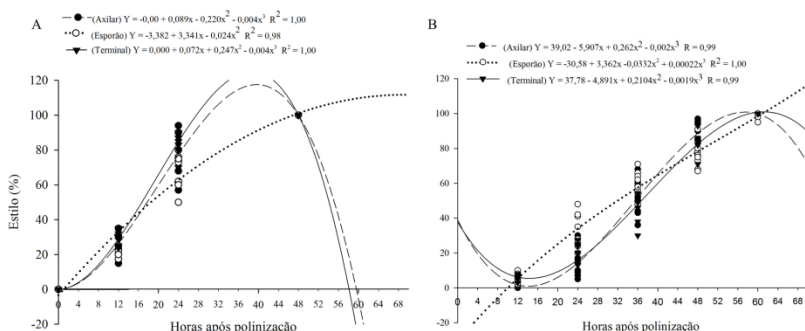 A
(Axilar) Y = -0,00 + 0,089x - 0,220x² - 0,004x³ R² = 1,00
(Esporão) Y = -3,382 + 3,341x - 0,024x² R² = 0,98
(Terminal) Y = 0,000 + 0,072x + 0,247x² - 0,004x³ R² = 1,00
120
100
80
60
40
20
0
Estilo (%)
0 4 8 12 16 20 24 28 32 36 40 44 48 52 56 60 64 68
Horas após polinização
B
(Axilar) Y = 39,02 - 5,907x + 0,262x² - 0,002x³ R = 0,99
(Esporão) Y = -30,58 + 3,362x - 0,0332x² + 0,00022x³ R² = 1,00
(Terminal) Y = 37,78 - 4,891x + 0,2104x² - 0,0019x³ R = 0,99
120
100
80
60
40
20
0
0 4 8 12 16 20 24 28 32 36 40 44 48 52 56 60 64 68
Horas após polinização